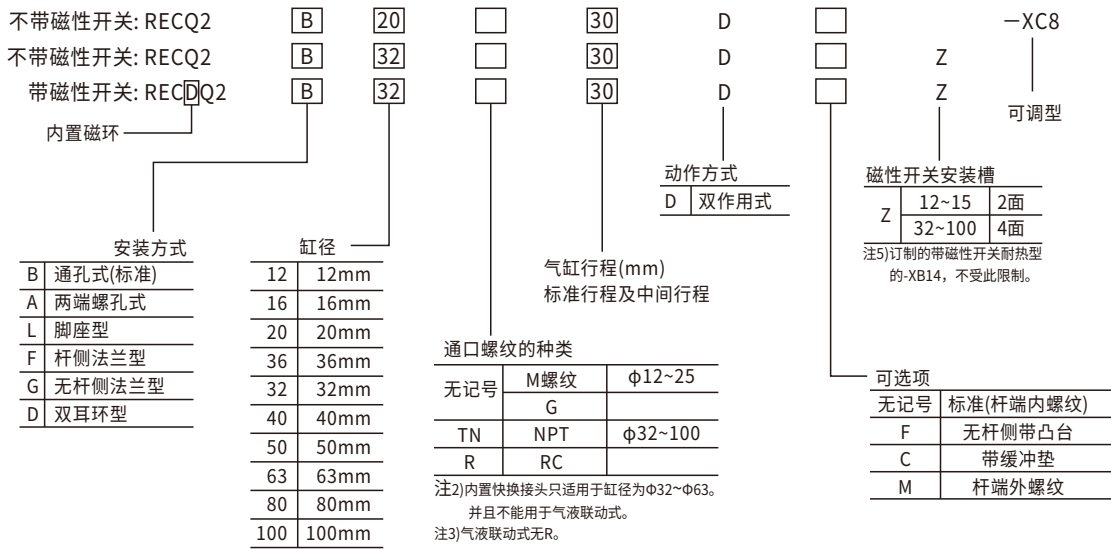 不带磁性开关: RECQ2 B 20 30 D －XC8
不带磁性开关: RECQ2 B 32 30 D Z
带磁性开关: RECDQ2 B 32 30 D Z
内置磁环
可调型
安装方式
B 通孔式(标准)
A 两端螺孔式
L 脚座型
F 杆侧法兰型
G 无杆侧法兰型
D 双耳环型
缸径
12 12mm
16 16mm
20 20mm
36 36mm
32 32mm
40 40mm
50 50mm
63 63mm
80 80mm
100 100mm
通口螺纹的种类
无记号 M螺纹 φ12~25
G
TN NPT φ32~100
R RC
注2)内置快换接头只适用于缸径为Φ32~Φ63。
并且不能用于气液联动式。
注3)气液联动式无R。
气缸行程(mm)
标准行程及中间行程
动作方式
D 双作用式
磁性开关安装槽
Z 12~15 2面
32~100 4面
注5)订制的带磁性开关耐热型
的-XB14，不受此限制。
可选项
无记号 标准(杆端内螺纹)
F 无杆侧带凸台
C 带缓冲垫
M 杆端外螺纹